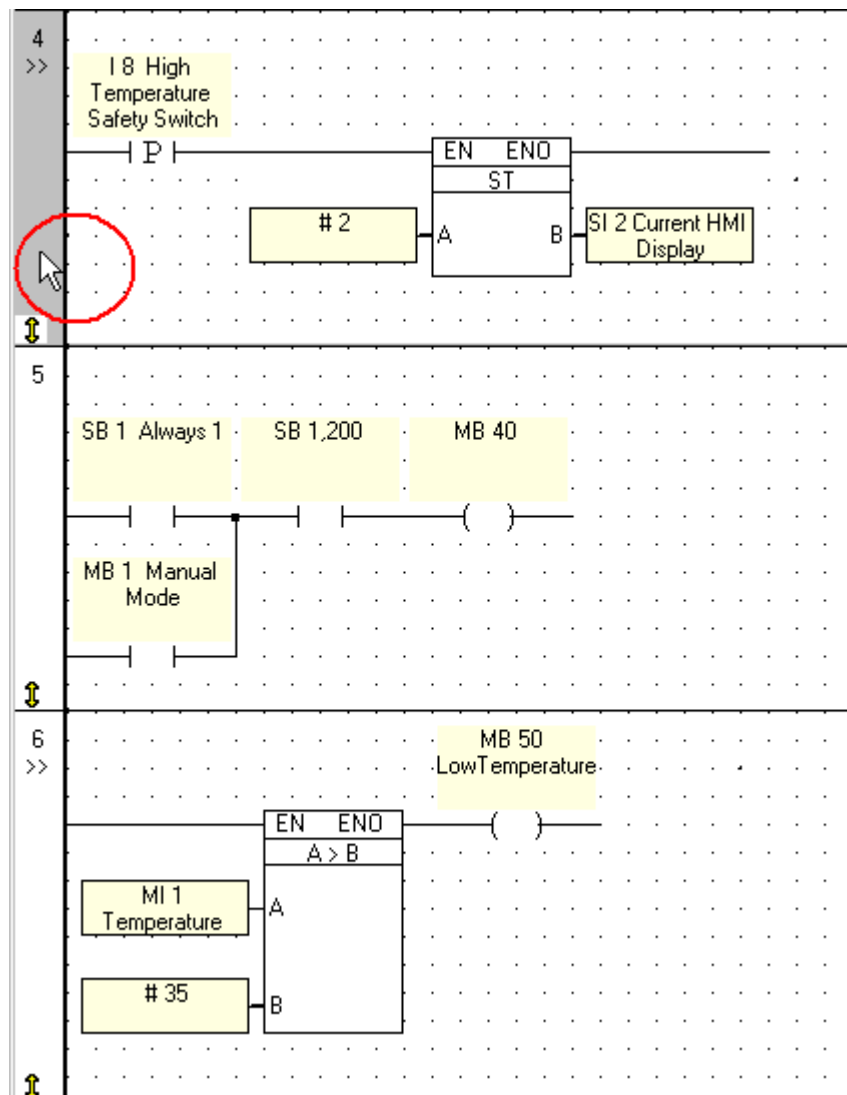 4
>>
I 8 High
Temperature
Safety Switch
P
EN ENO
ST
# 2
A
B
SI 2 Current HMI
Display
5
SB 1 Always 1
SB 1,200
MB 40
MB 1 Manual
Mode
6
>>
MB 50
LowTemperature
EN ENO
A > B
MI 1
Temperature
A
# 35
B